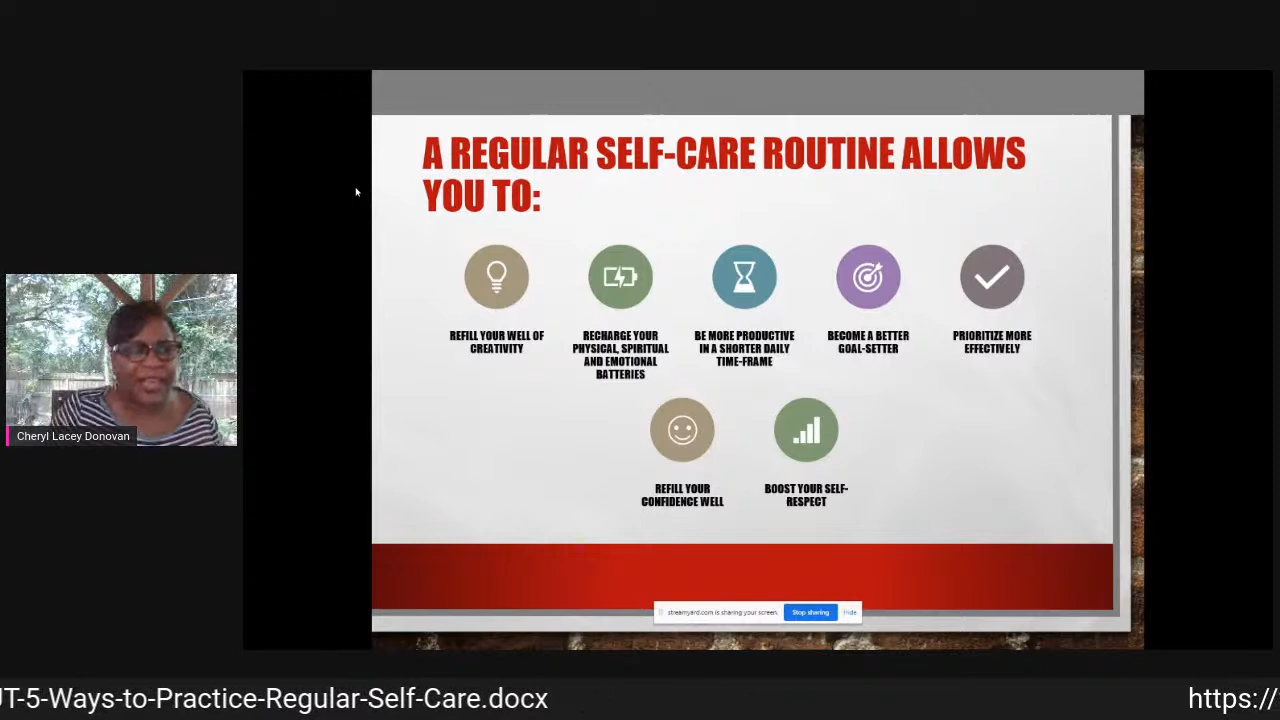 A REGULAR SELF-CARE ROUTINE ALLOWS
YOU TO:
REFILL YOUR WELL OF
CREATIVITY
RECHARGE YOUR
PHYSICAL, SPIRITUAL
AND EMOTIONAL
BATTERIES
BE MORE PRODUCTIVE
IN A SHORTER DAILY
TIME-FRAME
BECOME A BETTER
GOAL-SETTER
PRIORITIZE MORE
EFFECTIVELY
REFILL YOUR
CONFIDENCE WELL
BOOST YOUR SELF-
RESPECT
Cheryl Lacey Donovan
streamyard.com is sharing your screen.
Stop sharing
Hide
UT-5-Ways-to-Practice-Regular-Self-Care.docx
https://